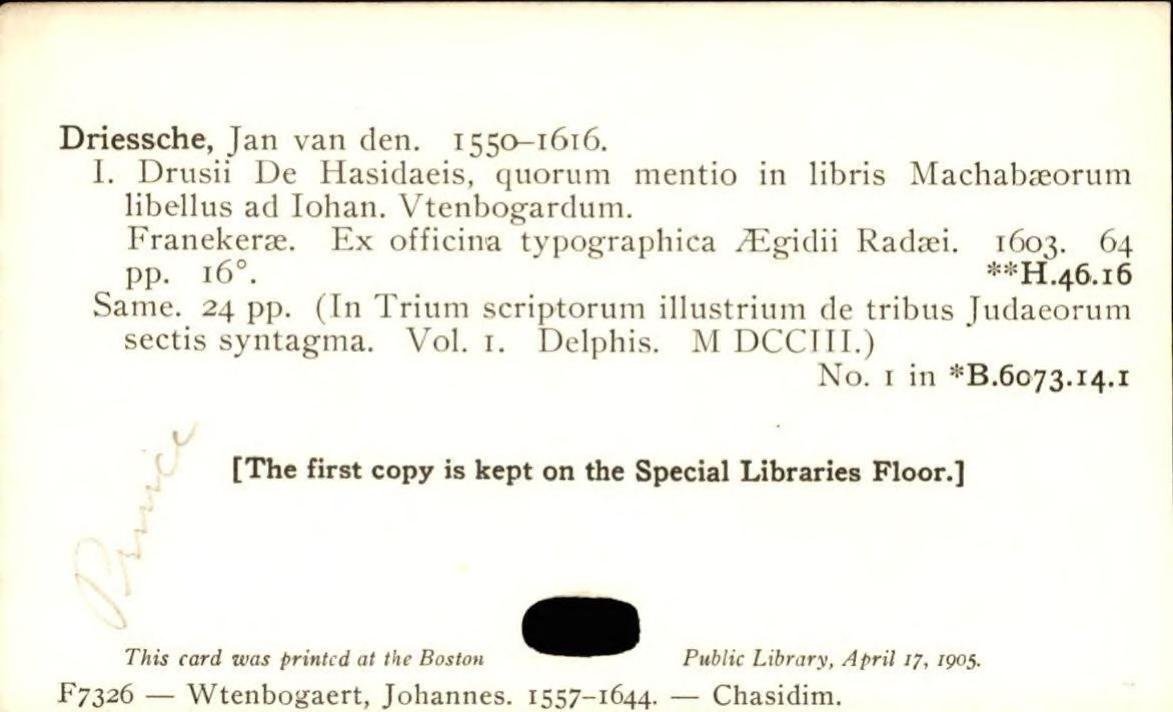 Driessche, Jan van den. 1550–1616.
I. Drusii De Hasidaeis, quorum mentio in libris Machabæorum
libellus ad Iohan. Vtenbogardum.
Franekeræ. Ex officina typographica Ægidii Radæi. 1603. 64
pp. 16°. **H.46.16
Same. 24 pp. (In Trium scriptorum illustrium de tribus Judaeorum
sectis syntagma. Vol. 1. Delphis. M DCCIII.)
No. 1 in *B.6073.14.1
Prince
[The first copy is kept on the Special Libraries Floor.]
This card was printed at the Boston Public Library, April 17, 1905.
F7326 — Wtenbogaert, Johannes. 1557–1644. — Chasidim.